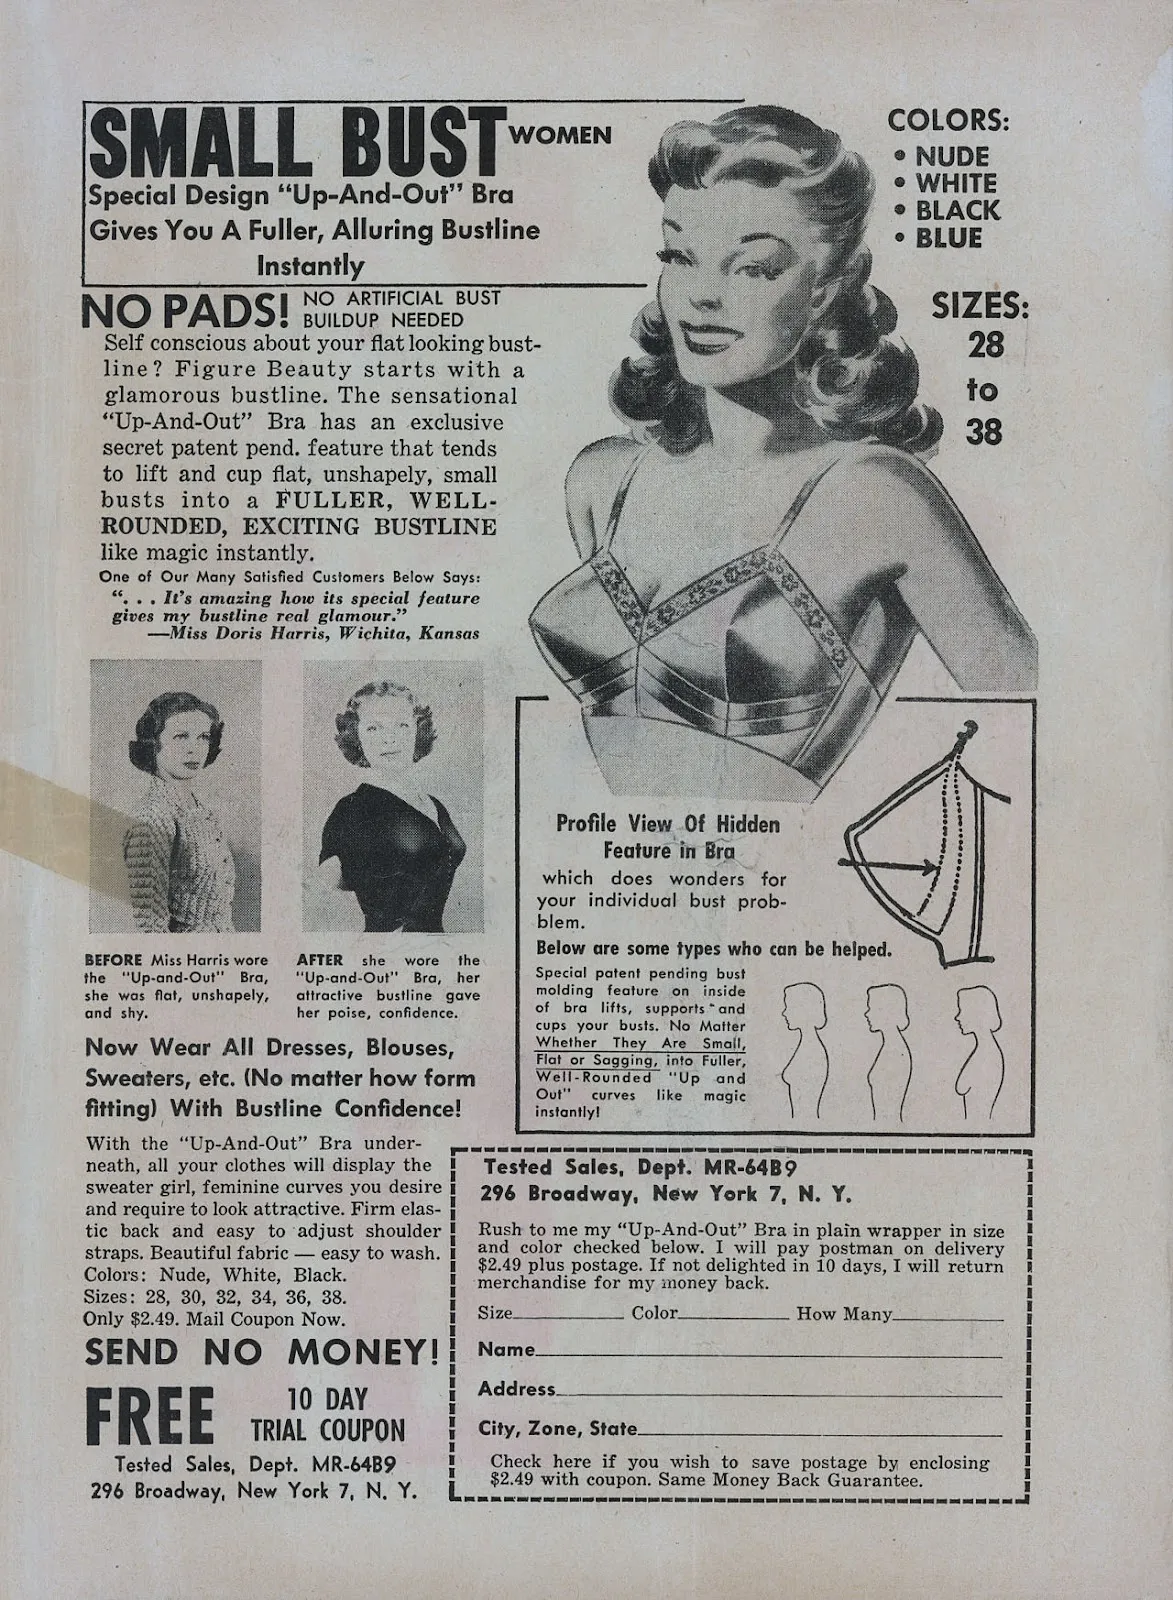 SMALL BUST WOMEN
Special Design “Up-And-Out” Bra
Gives You A Fuller, Alluring Bustline
Instantly
COLORS:
• NUDE
• WHITE
• BLACK
• BLUE
SIZES:
28
to
38
NO PADS! NO ARTIFICIAL BUST
BUILDUP NEEDED
Self conscious about your flat looking bust-
line? Figure Beauty starts with a
glamorous bustline. The sensational
“Up-And-Out” Bra has an exclusive
secret patent pend. feature that tends
to lift and cup flat, unshapely, small
busts into a FULLER, WELL-
ROUNDED, EXCITING BUSTLINE
like magic instantly.
One of Our Many Satisfied Customers Below Says:
“. . . It’s amazing how its special feature
gives my bustline real glamour.”
—Miss Doris Harris, Wichita, Kansas
BEFORE Miss Harris wore
the “Up-and-Out” Bra,
she was flat, unshapely,
and shy.
AFTER she wore the
“Up-and-Out” Bra, her
attractive bustline gave
her poise, confidence.
Profile View Of Hidden
Feature in Bra
which does wonders for
your individual bust prob-
blem.
Below are some types who can be helped.
Special patent pending bust
molding feature on inside
of bra lifts, supports and
cups your busts. No Matter
Whether They Are Small,
Flat or Sagging, into Fuller,
Well-Rounded “Up and
Out” curves like magic
instantly!
Now Wear All Dresses, Blouses,
Sweaters, etc. (No matter how form
fitting) With Bustline Confidence!
With the “Up-And-Out” Bra under-
neath, all your clothes will display the
sweater girl, feminine curves you desire
and require to look attractive. Firm elas-
tic back and easy to adjust shoulder
straps. Beautiful fabric — easy to wash.
Colors: Nude, White, Black.
Sizes: 28, 30, 32, 34, 36, 38.
Only $2.49. Mail Coupon Now.
SEND NO MONEY!
FREE 10 DAY
TRIAL COUPON
Tested Sales, Dept. MR-64B9
296 Broadway, New York 7, N. Y.
Tested Sales, Dept. MR-64B9
296 Broadway, New York 7, N. Y.
Rush to me my “Up-And-Out” Bra in plain wrapper in size
and color checked below. I will pay postman on delivery
$2.49 plus postage. If not delighted in 10 days, I will return
merchandise for my money back.
Size Color How Many
Name
Address
City, Zone, State
Check here if you wish to save postage by enclosing
$2.49 with coupon. Same Money Back Guarantee.